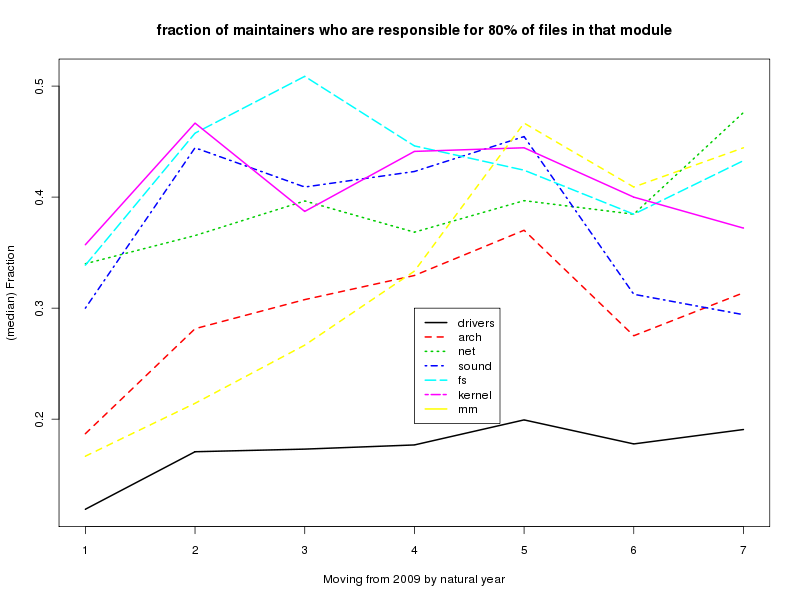 fraction of maintainers who are responsible for 80% of files in that module
(median) Fraction
0.5
0.4
0.3
0.2
drivers
arch
net
sound
fs
kernel
mm
1 2 3 4 5 6 7
Moving from 2009 by natural year